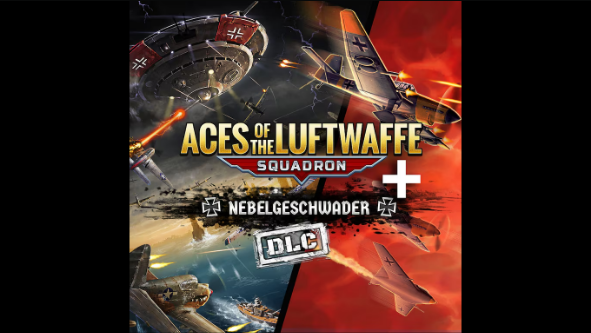 ACES OF THE LUFTWAFFE
SQUADRON
+
NEBELGESCHWADER
DLC